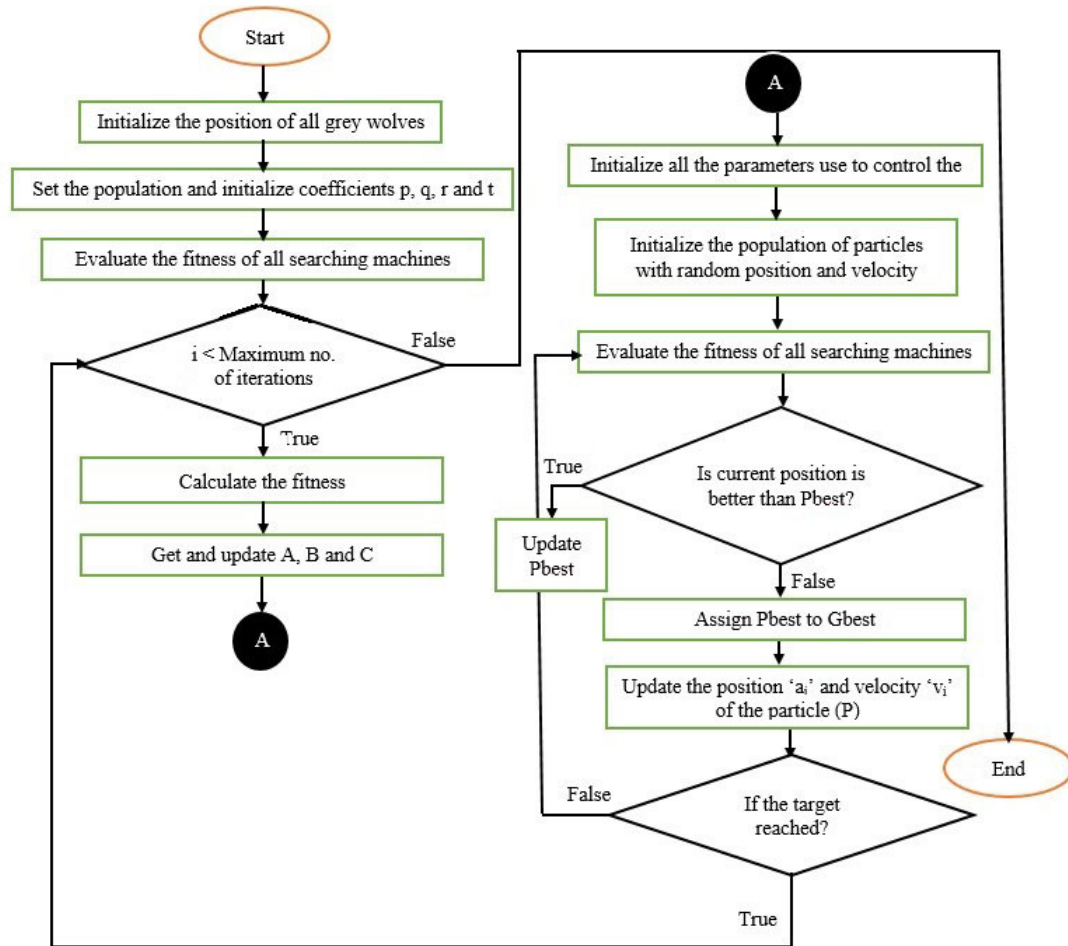 Start
Initialize the position of all grey wolves
Set the population and initialize coefficients p, q, r and t
Evaluate the fitness of all searching machines
i < Maximum no.
of iterations
False
True
Calculate the fitness
Get and update A, B and C
A
A
Initialize all the parameters use to control the
Initialize the population of particles
with random position and velocity
Evaluate the fitness of all searching machines
Is current position is
better than Pbest?
True
Update
Pbest
False
Assign Pbest to Gbest
Update the position ‘aᵢ’ and velocity ‘vᵢ’
of the particle (P)
If the target
reached?
False
True
End